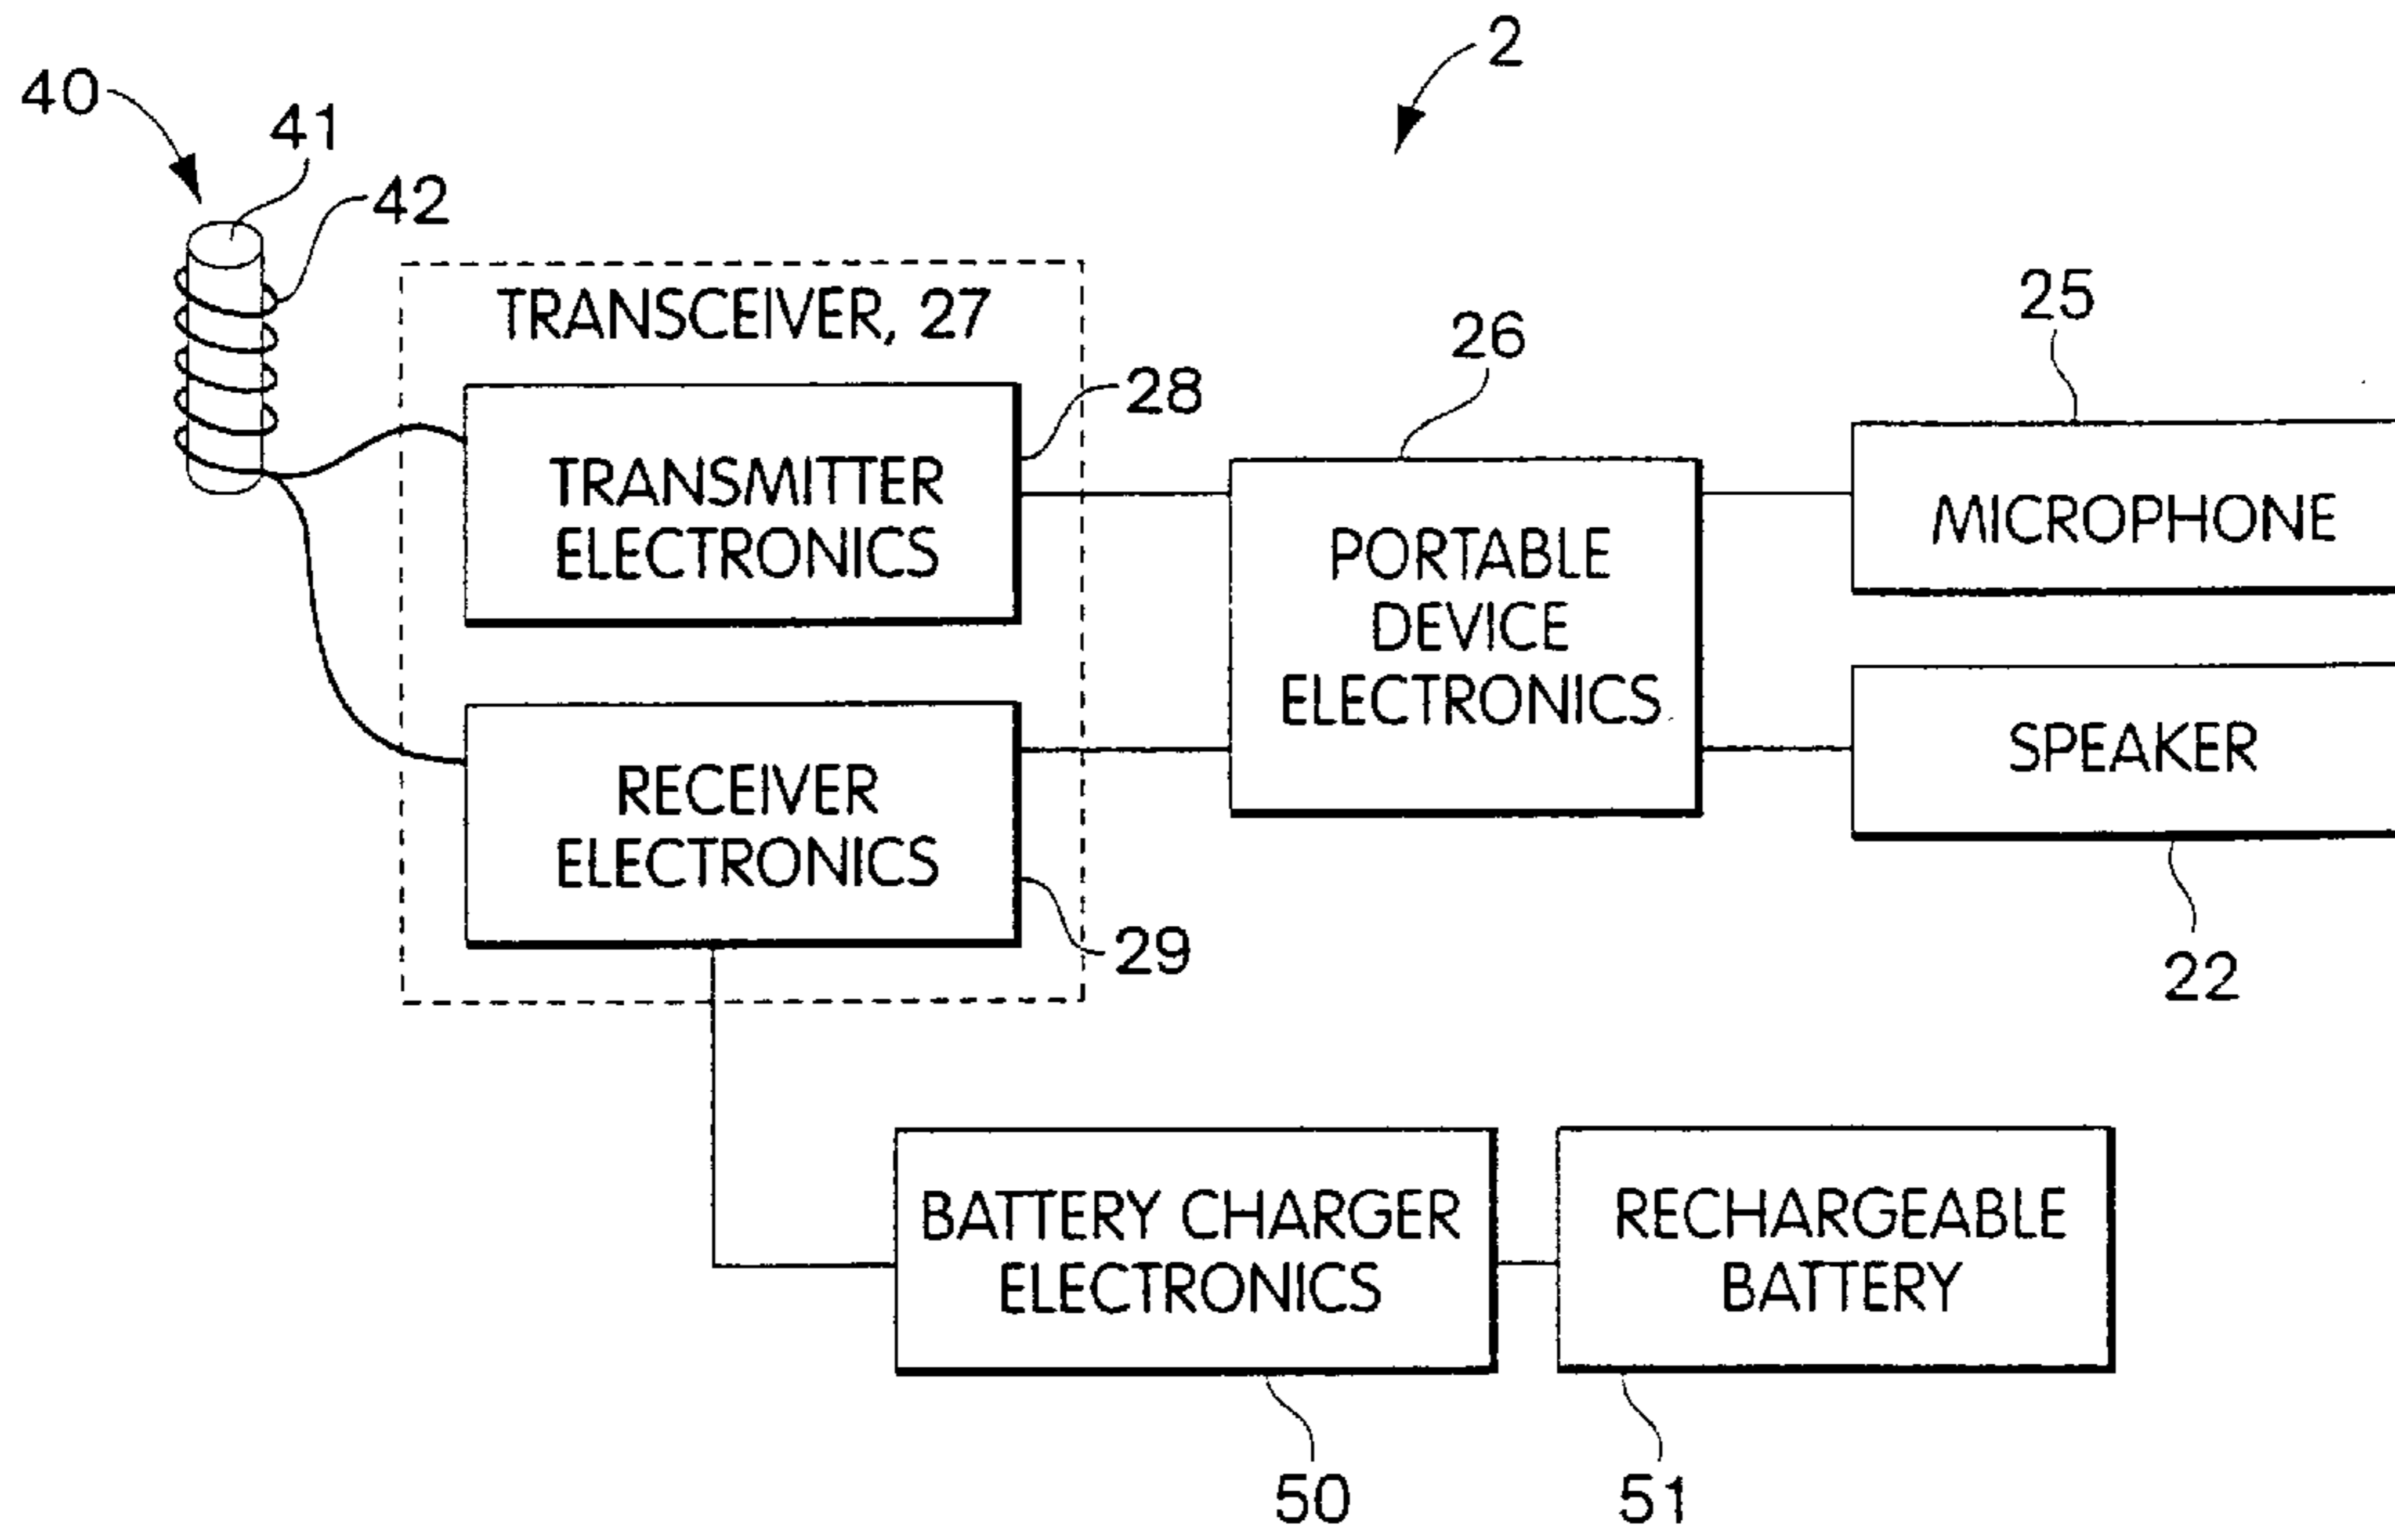 2
40
41
42
TRANSCEIVER, 27
28
TRANSMITTER
ELECTRONICS
RECEIVER
ELECTRONICS
29
26
PORTABLE
DEVICE
ELECTRONICS
25
MICROPHONE
SPEAKER
22
BATTERY CHARGER
ELECTRONICS
50
RECHARGEABLE
BATTERY
51